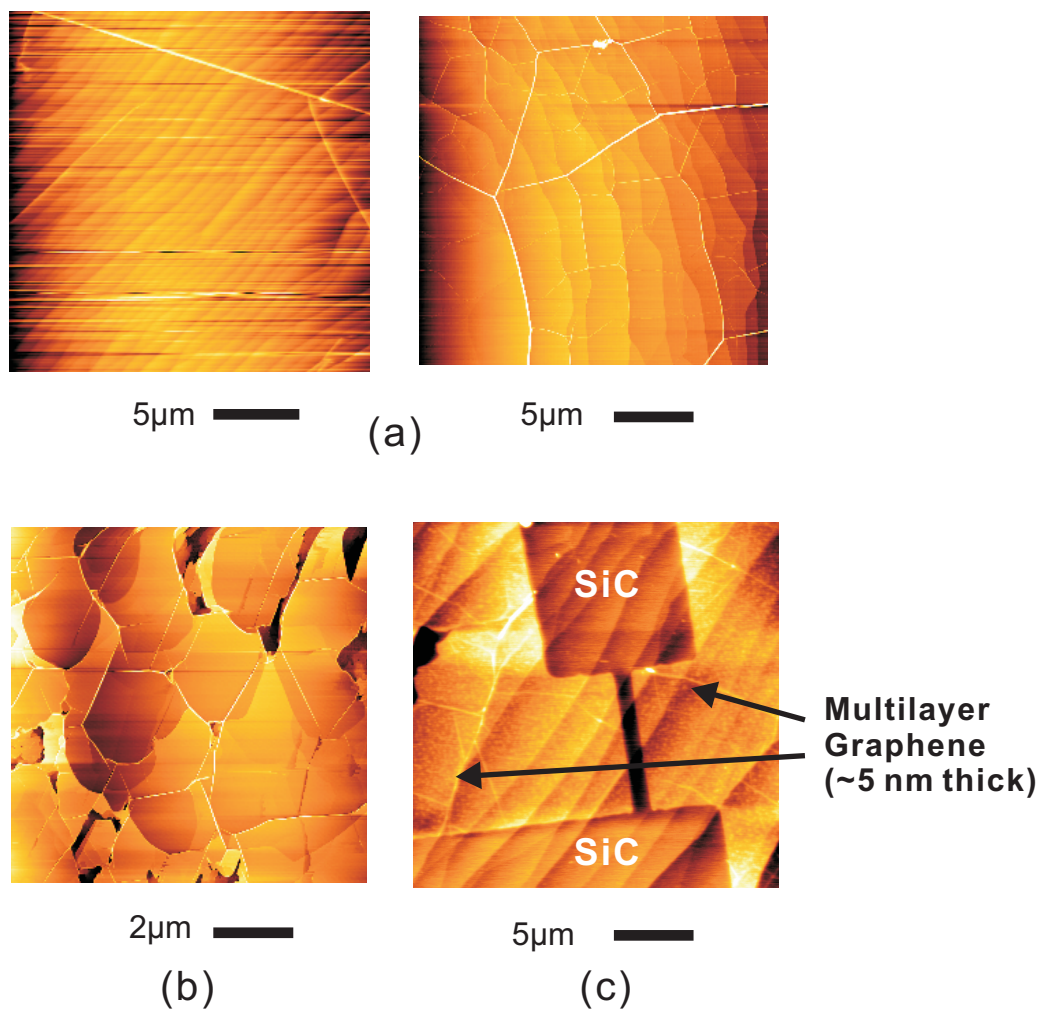 5µm
5µm
(a)
SiC
Multilayer
Graphene
(~5 nm thick)
SiC
2µm
5µm
(b)
(c)